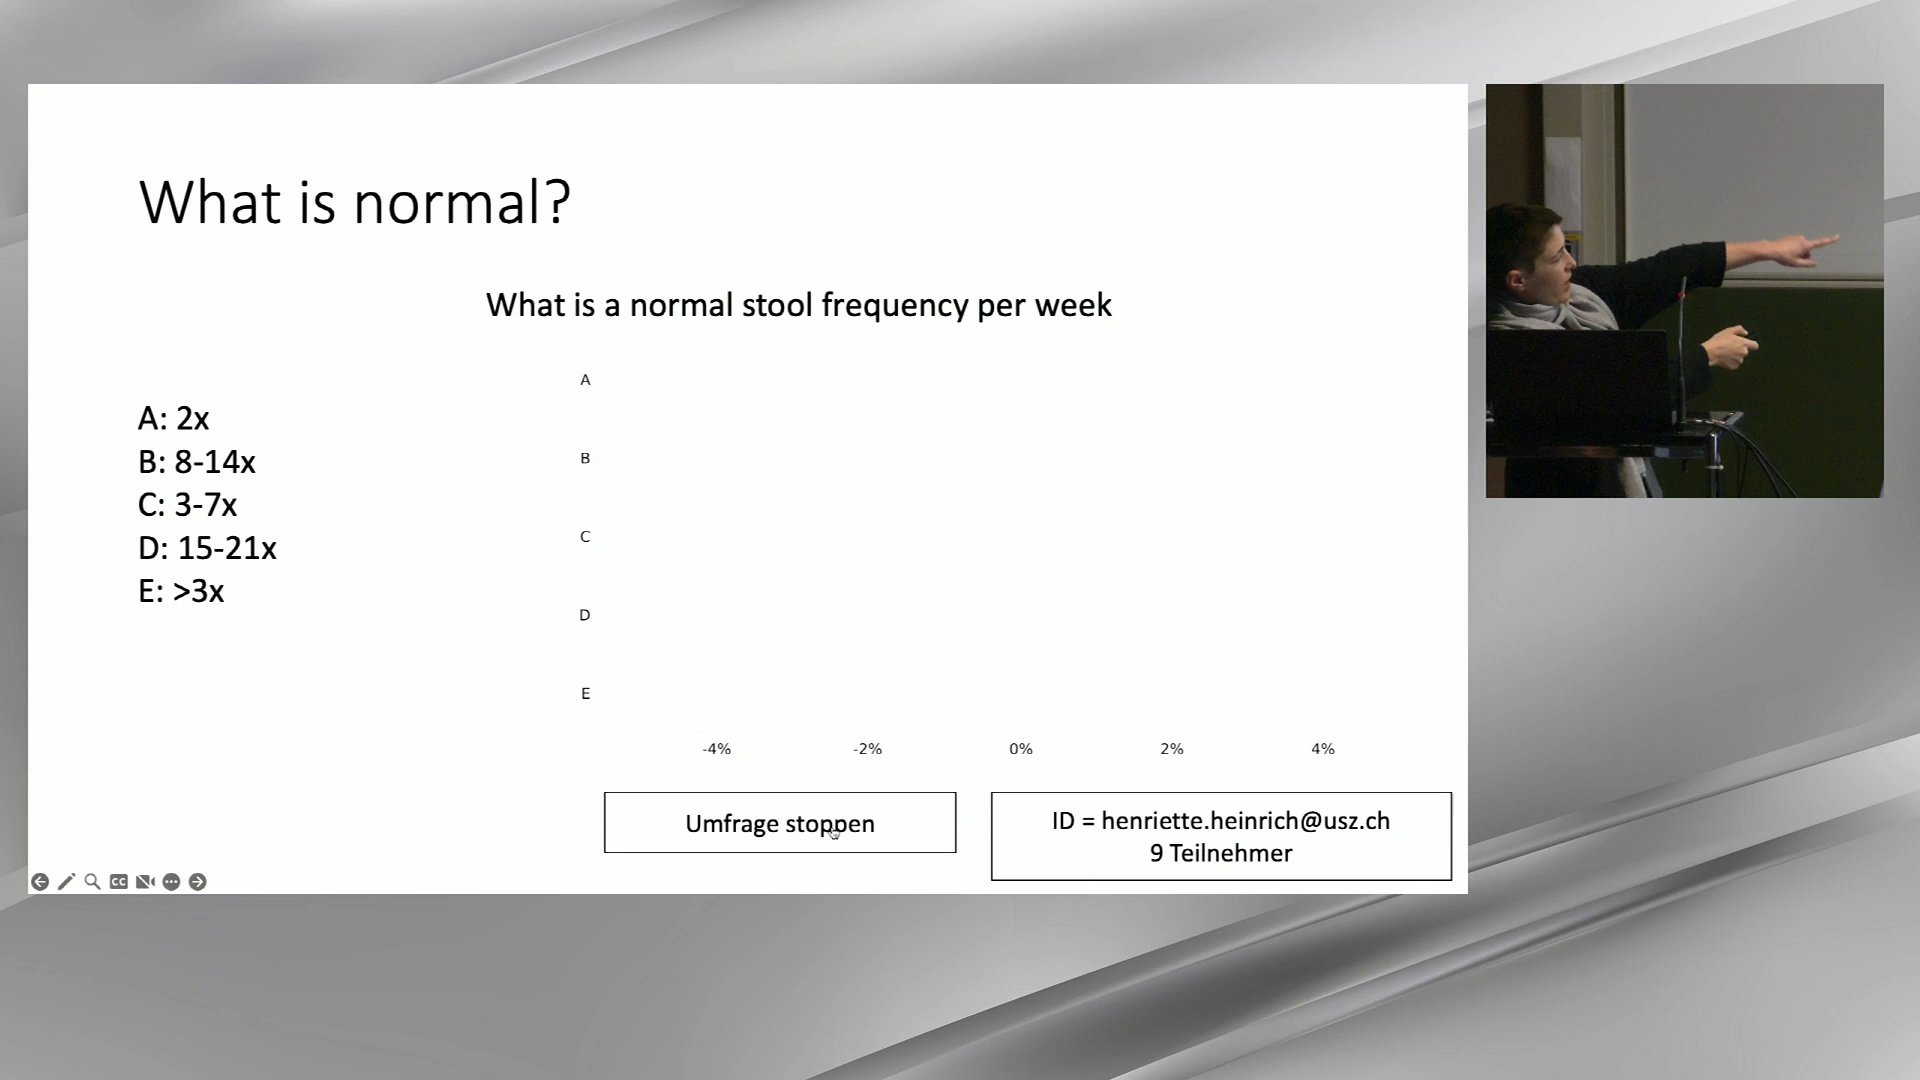 What is normal?
What is a normal stool frequency per week
A: 2x
B: 8-14x
C: 3-7x
D: 15-21x
E: >3x
A
B
C
D
E
-4% -2% 0% 2% 4%
Umfrage stoppen
ID = henriette.heinrich@usz.ch
9 Teilnehmer
CC